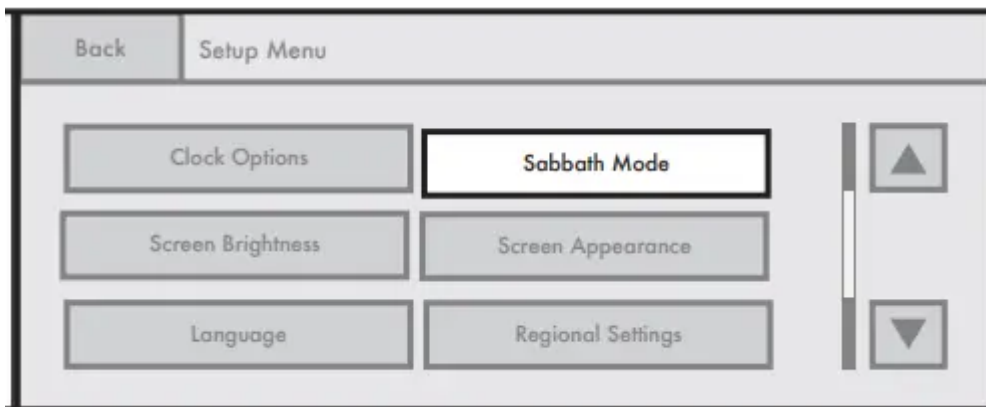 Back
Setup Menu
Clock Options
Sabbath Mode
Screen Brightness
Screen Appearance
Language
Regional Settings